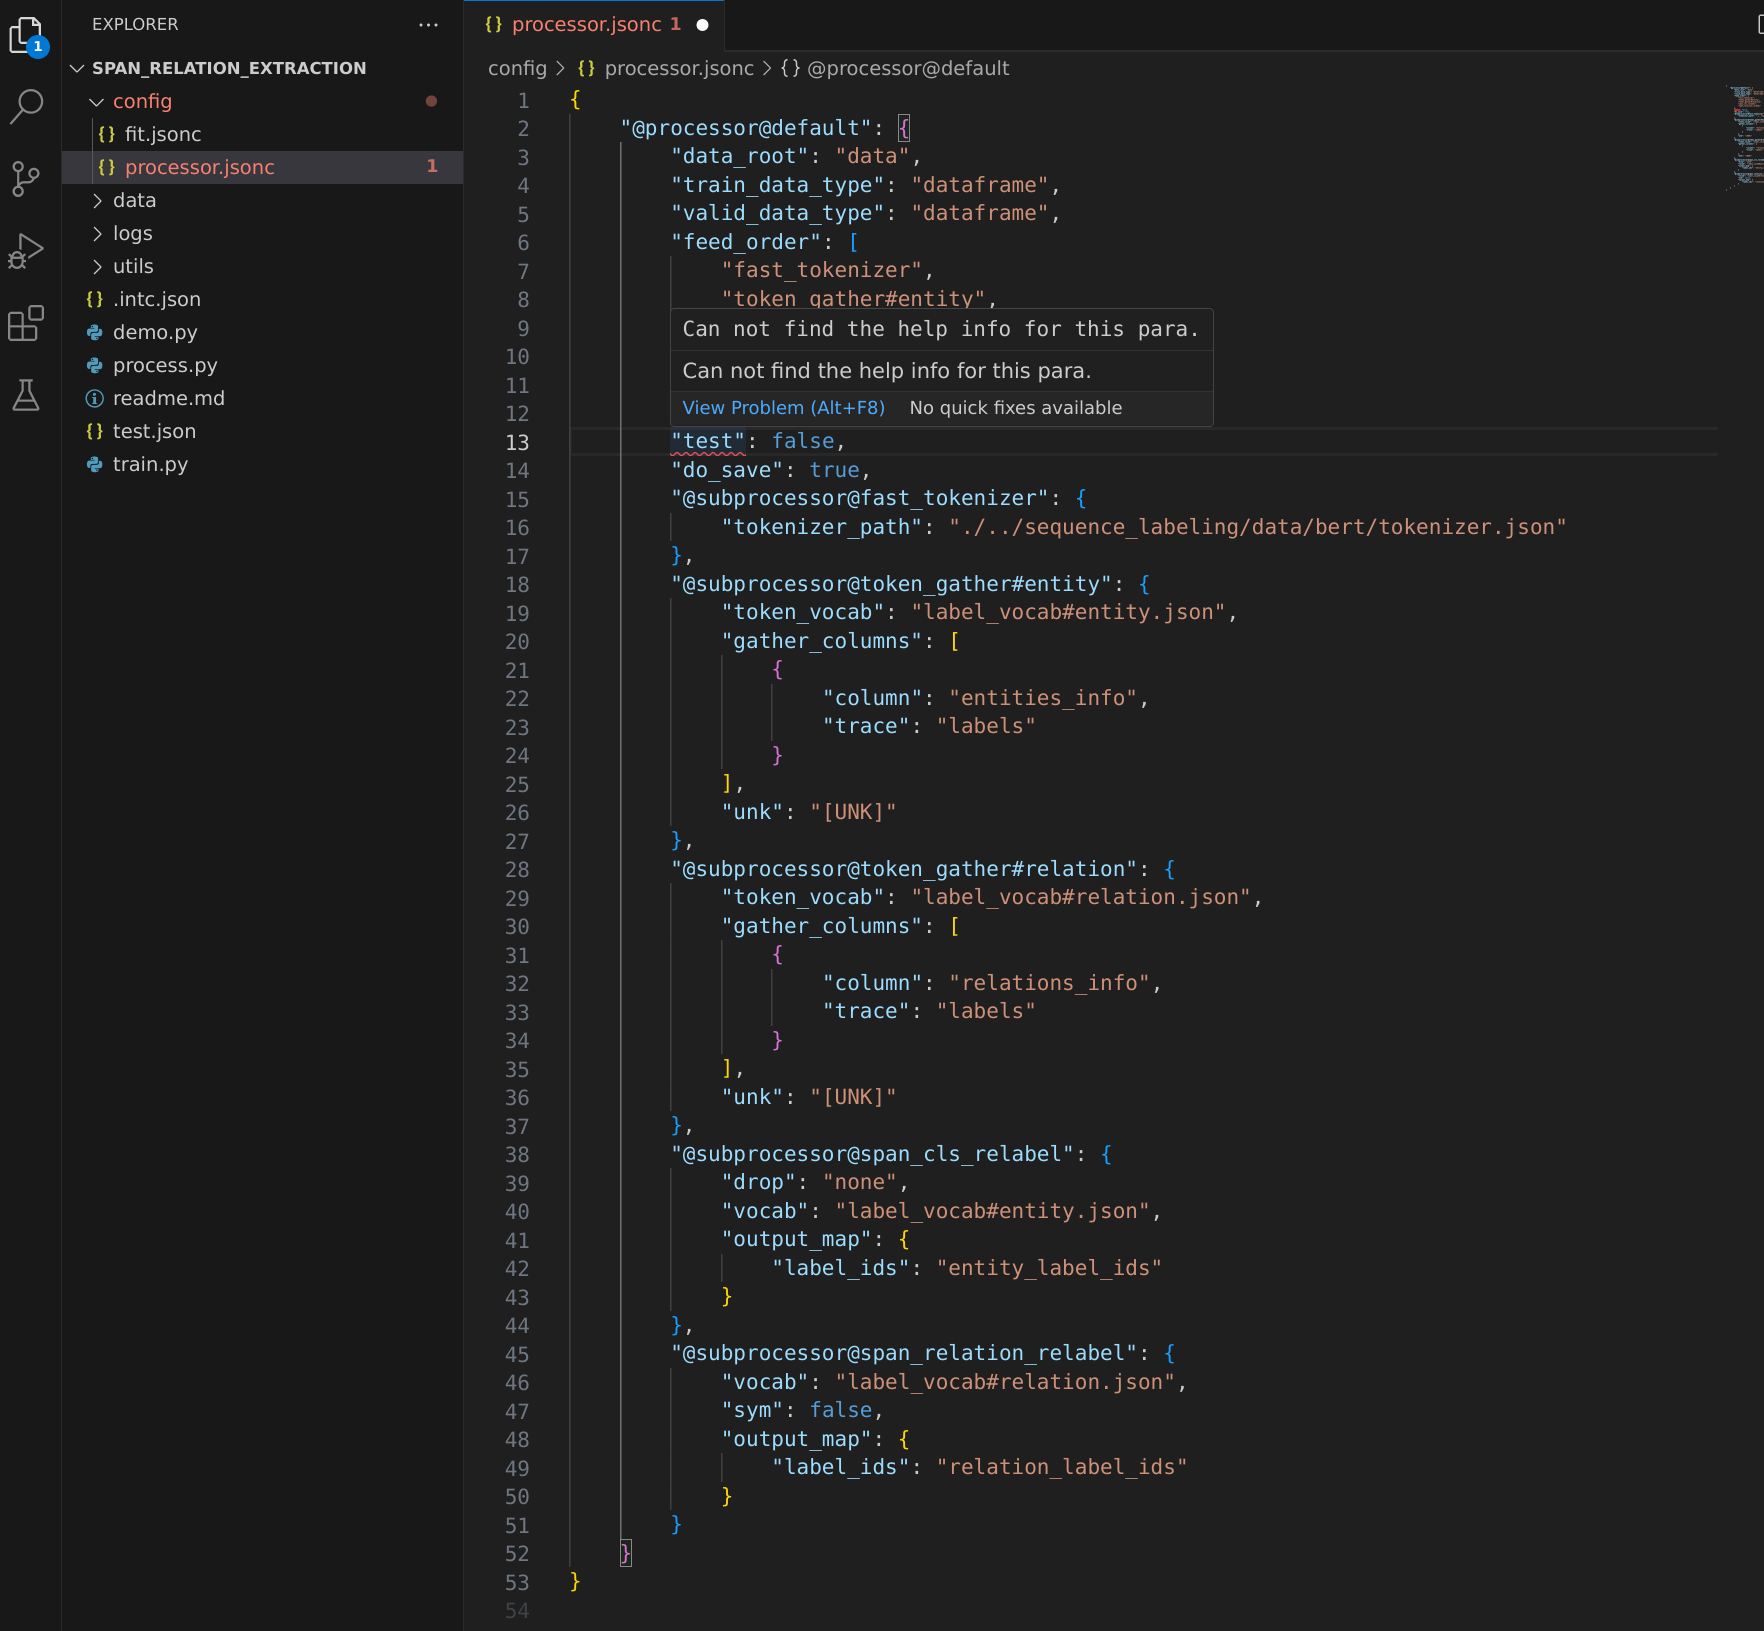 EXPLORER
SPAN_RELATION_EXTRACTION
config
fit.jsonc
processor.jsonc 1
data
logs
utils
.intc.json
demo.py
process.py
readme.md
test.json
train.py
1
processor.jsonc 1
config > {} processor.jsonc > {} @processor@default
1 {
2 "@processor@default": {
3 "data_root": "data",
4 "train_data_type": "dataframe",
5 "valid_data_type": "dataframe",
6 "feed_order": [
7 "fast_tokenizer",
8 "token_gather#entity",
9
10
11
12
Can not find the help info for this para.
Can not find the help info for this para.
View Problem (Alt+F8) No quick fixes available
13 "test": false,
14 "do_save": true,
15 "@subprocessor@fast_tokenizer": {
16 "tokenizer_path": "./../sequence_labeling/data/bert/tokenizer.json"
17 },
18 "@subprocessor@token_gather#entity": {
19 "token_vocab": "label_vocab#entity.json",
20 "gather_columns": [
21 {
22 "column": "entities_info",
23 "trace": "labels"
24 }
25 ],
26 "unk": "[UNK]"
27 },
28 "@subprocessor@token_gather#relation": {
29 "token_vocab": "label_vocab#relation.json",
30 "gather_columns": [
31 {
32 "column": "relations_info",
33 "trace": "labels"
34 }
35 ],
36 "unk": "[UNK]"
37 },
38 "@subprocessor@span_cls_relabel": {
39 "drop": "none",
40 "vocab": "label_vocab#entity.json",
41 "output_map": {
42 "label_ids": "entity_label_ids"
43 }
44 },
45 "@subprocessor@span_relation_relabel": {
46 "vocab": "label_vocab#relation.json",
47 "sym": false,
48 "output_map": {
49 "label_ids": "relation_label_ids"
50 }
51 }
52 }
53 }
54